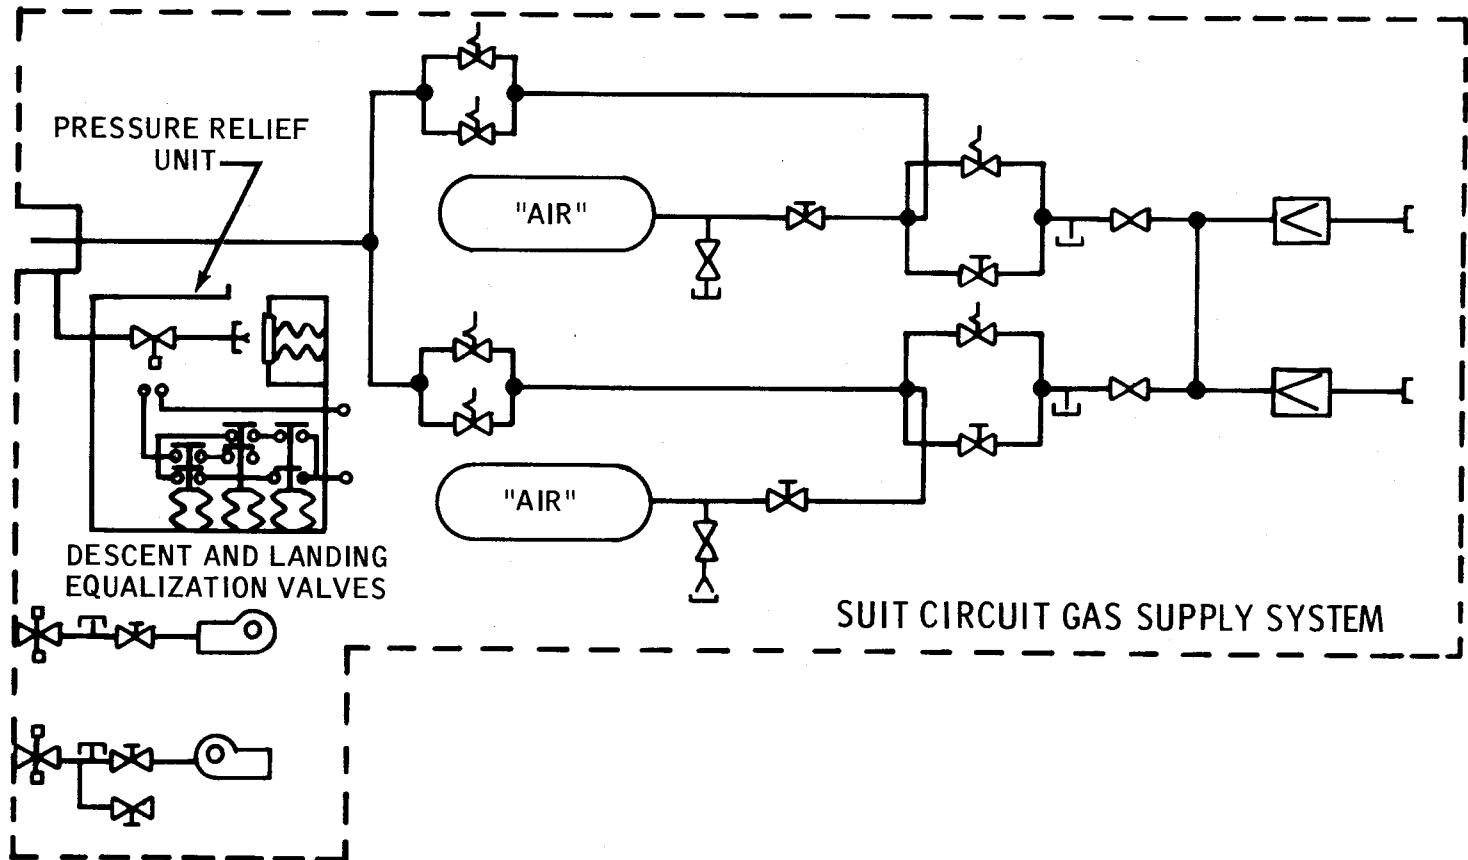 PRESSURE RELIEF
UNIT
"AIR"
"AIR"
DESCENT AND LANDING
EQUALIZATION VALVES
SUIT CIRCUIT GAS SUPPLY SYSTEM